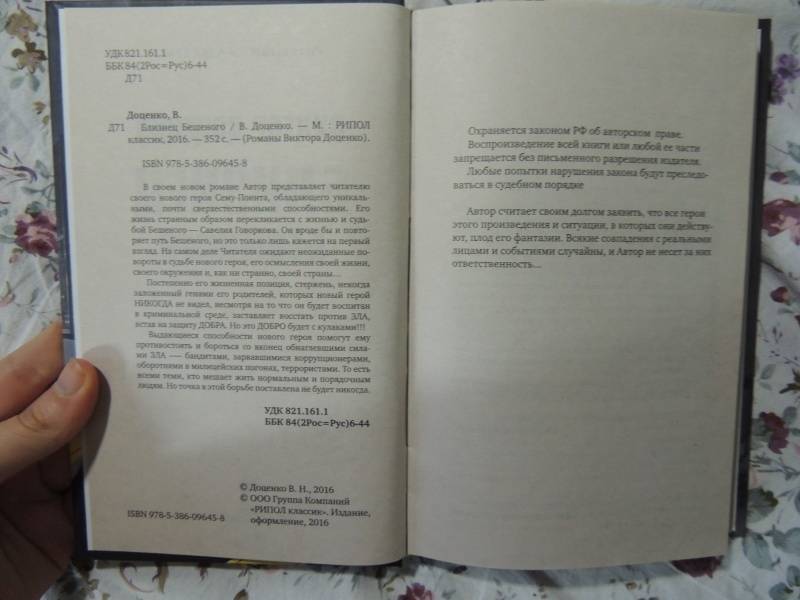 УДК 821.161.1
ББК 84(2Рос=Рус)6-44
Д71
Доценко, В.
Д71 Близнец Бешеного / В. Доценко. — М. : РИПОЛ
классик, 2016. — 352 с. — (Романы Виктора Доценко).
ISBN 978-5-386-09645-8
В своем новом романе Автор представляет читателю
своего нового героя Сему-Поинта, обладающего уникаль-
ными, почти сверхестественными способностями. Его
жизнь странным образом перекликается с жизнью и судь-
бой Бешеного — Савелия Говоркова. Он вроде бы и повто-
ряет путь Бешеного, но это только лишь кажется на первый
взгляд. На самом деле Читателя ожидают неожиданные по-
вороты в судьбе нового героя, его осмысления своей жизни,
своего окружения и, как ни странно, своей страны...
Постепенно его жизненная позиция, стержень, некогда
заложенный генами его родителей, которых новый герой
НИКОГДА не видел, несмотря на то что он будет воспитан
в криминальной среде, заставляет восстать против ЗЛА,
встав на защиту ДОБРА. Но это ДОБРО будет с кулаками!!!
Выдающиеся способности нового героя помогут ему
противостоять и бороться со вконец обнаглевшими сила-
ми ЗЛА — бандитами, зарвавшимися коррупционерами,
оборотнями в милицейских погонах, террористами. То есть
всеми теми, кто мешает жить нормальным и порядочным
людям. Но точка в этой борьбе поставлена не будет никогда.
УДК 821.161.1
ББК 84(2Рос=Рус)6-44
© Доценко В. Н., 2016
© ООО Группа Компаний
«РИПОЛ классик». Издание,
оформление, 2016
ISBN 978-5-386-09645-8
Охраняется законом РФ об авторском праве.
Воспроизведение всей книги или любой ее части
запрещается без письменного разрешения издателя.
Любые попытки нарушения закона будут преследо-
ваться в судебном порядке
Автор считает своим долгом заявить, что все герои
этого произведения и ситуации, в которых они действу-
ют, плод его фантазии. Всякие совпадения с реальными
лицами и событиями случайны, и Автор не несет за них
ответственность...